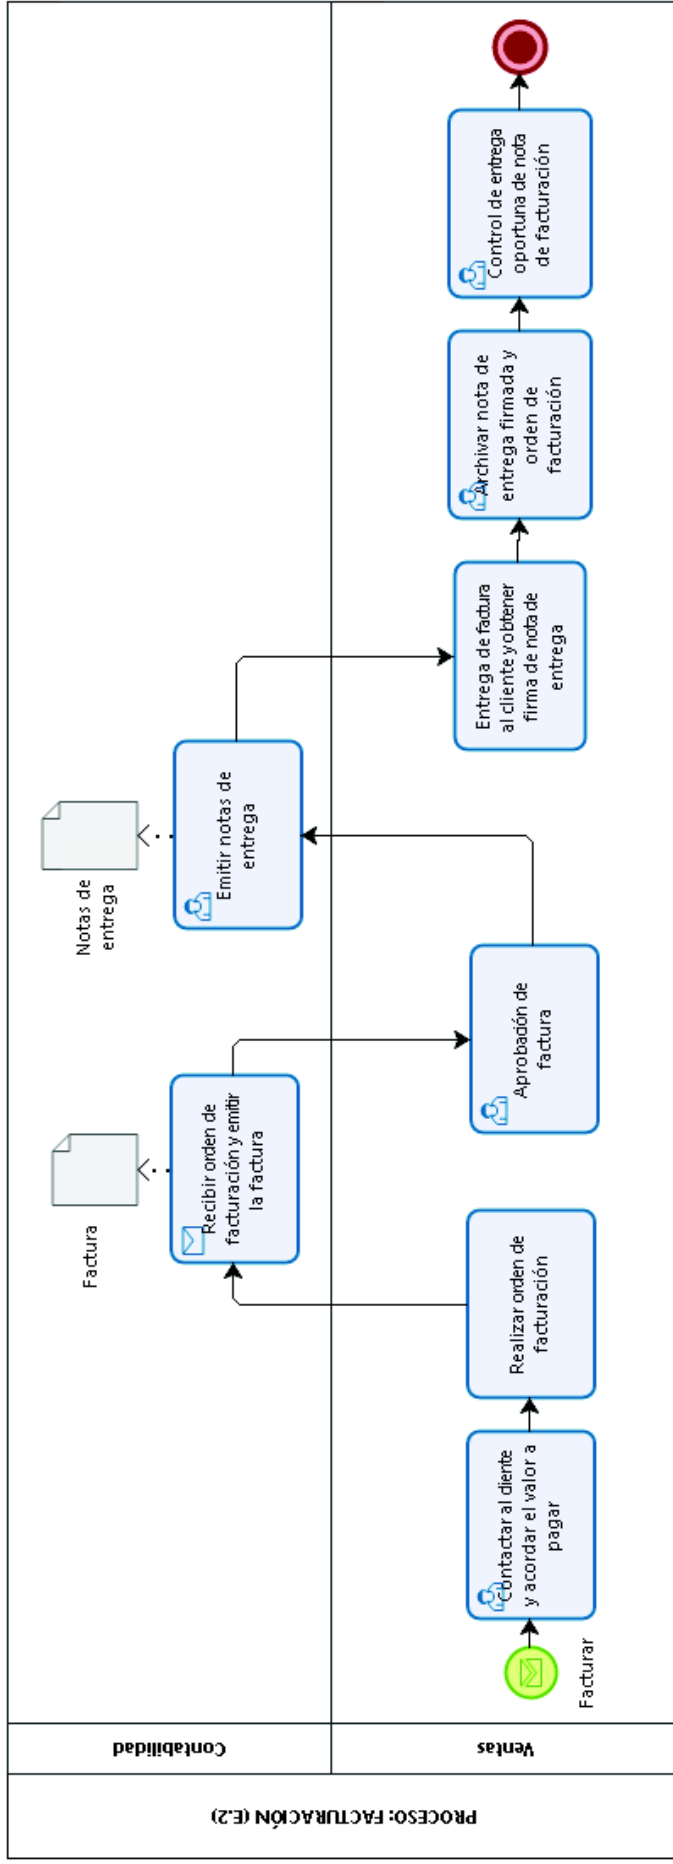 PROCESO: FACTURACIÓN (E.2)
Contabilidad
Ventas
Facturar
Contactar al cliente
y acordar el valor a
pagar
Realizar orden de
facturación
Factura
Recibir orden de
facturación y emitir
la factura
Aprobación de
factura
Notas de
entrega
Emitir notas de
entrega
Entrega de factura
al cliente y obtener
firma de nota de
entrega
Archivar nota de
entrega firmada y
orden de
facturación
Control de entrega
oportuna de nota
de facturación